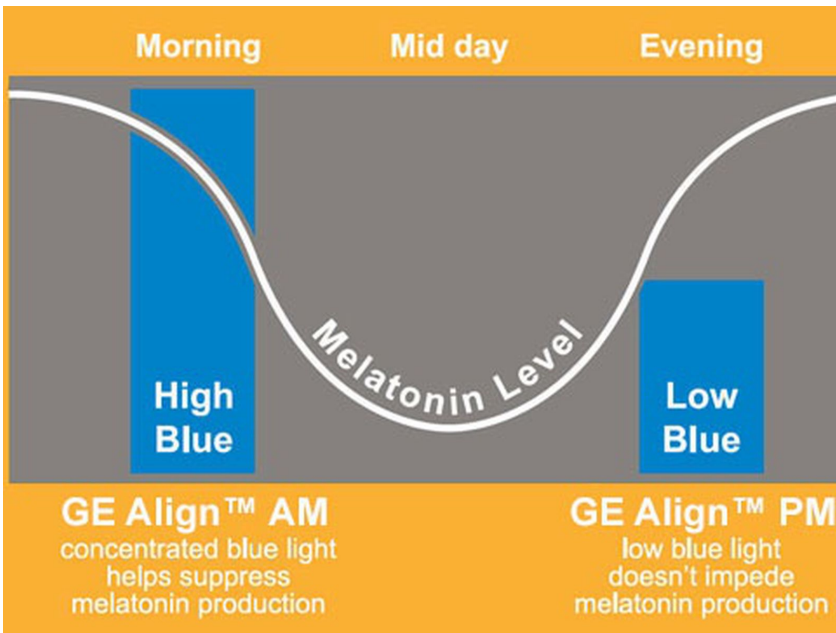 Morning Mid day Evening
Melatonin Level
High
Blue
Low
Blue
GE Align™ AM
concentrated blue light
helps suppress
melatonin production
GE Align™ PM
low blue light
doesn't impede
melatonin production